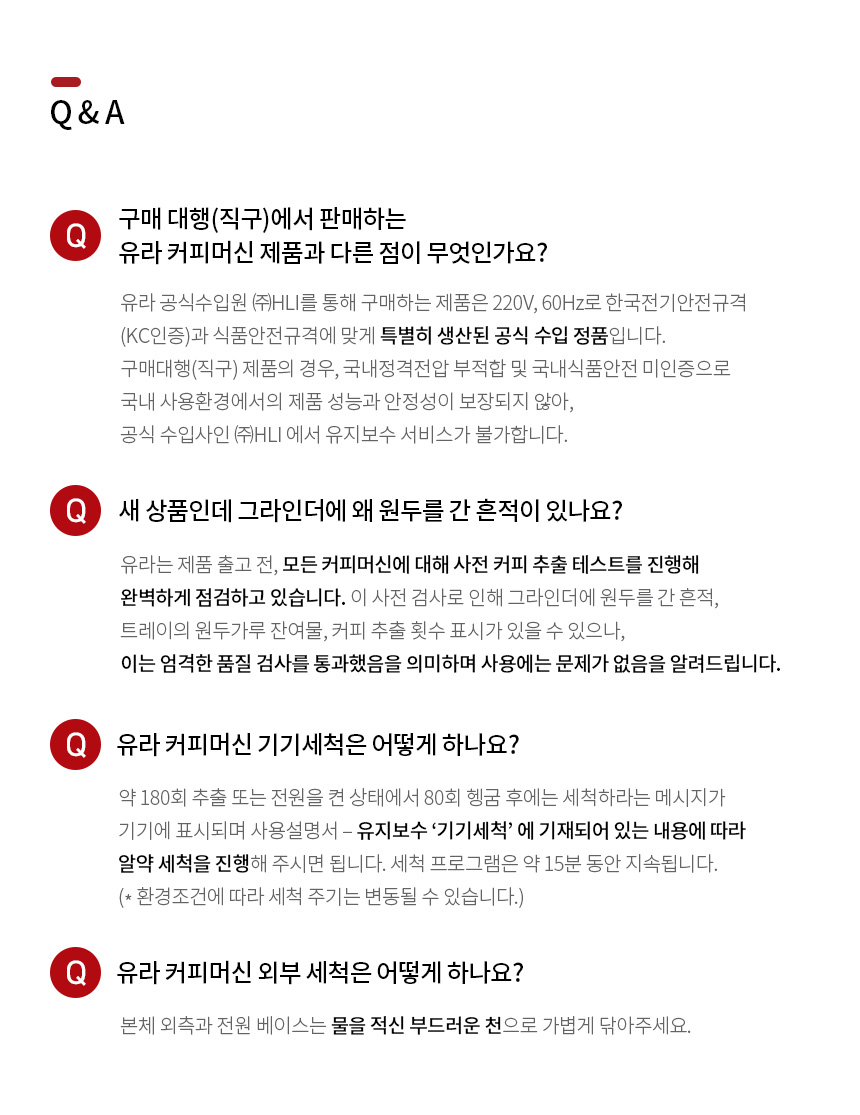 Q & A
Q
구매 대행(직구)에서 판매하는
유라 커피머신 제품과 다른 점이 무엇인가요?
유라 공식수입원 ㈜HLI를 통해 구매하는 제품은 220V, 60Hz로 한국전기안전규격
(KC인증)과 식품안전규격에 맞게 특별히 생산된 공식 수입 정품입니다.
구매대행(직구) 제품의 경우, 국내정격전압 부적합 및 국내식품안전 미인증으로
국내 사용환경에서의 제품 성능과 안정성이 보장되지 않아,
공식 수입사인 ㈜HLI 에서 유지보수 서비스가 불가합니다.
Q
새 상품인데 그라인더에 왜 원두를 간 흔적이 있나요?
유라는 제품 출고 전, 모든 커피머신에 대해 사전 커피 추출 테스트를 진행해
완벽하게 점검하고 있습니다. 이 사전 검사로 인해 그라인더에 원두를 간 흔적,
트레이의 원두가루 잔여물, 커피 추출 횟수 표시가 있을 수 있으나,
이는 엄격한 품질 검사를 통과했음을 의미하며 사용에는 문제가 없음을 알려드립니다.
Q
유라 커피머신 기기세척은 어떻게 하나요?
약 180회 추출 또는 전원을 켠 상태에서 80회 헹굼 후에는 세척하라는 메시지가
기기에 표시되며 사용설명서 – 유지보수 ‘기기세척’ 에 기재되어 있는 내용에 따라
알약 세척을 진행해 주시면 됩니다. 세척 프로그램은 약 15분 동안 지속됩니다.
(* 환경조건에 따라 세척 주기는 변동될 수 있습니다.)
Q
유라 커피머신 외부 세척은 어떻게 하나요?
본체 외측과 전원 베이스는 물을 적신 부드러운 천으로 가볍게 닦아주세요.